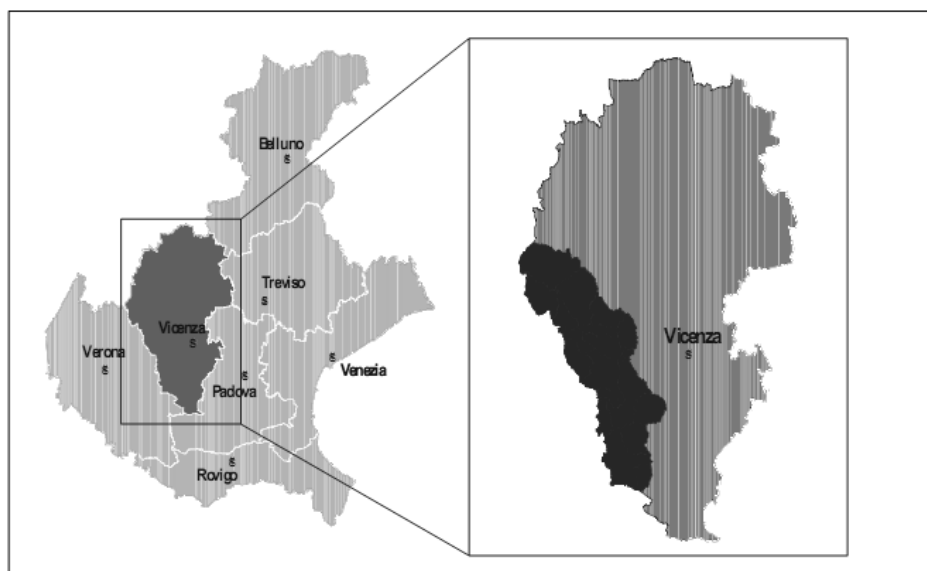 Belluno
s
Treviso
s
Vicenza
s
Verona
s
Venezia
s
Padova
s
Rovigo
s
Vicenza
s